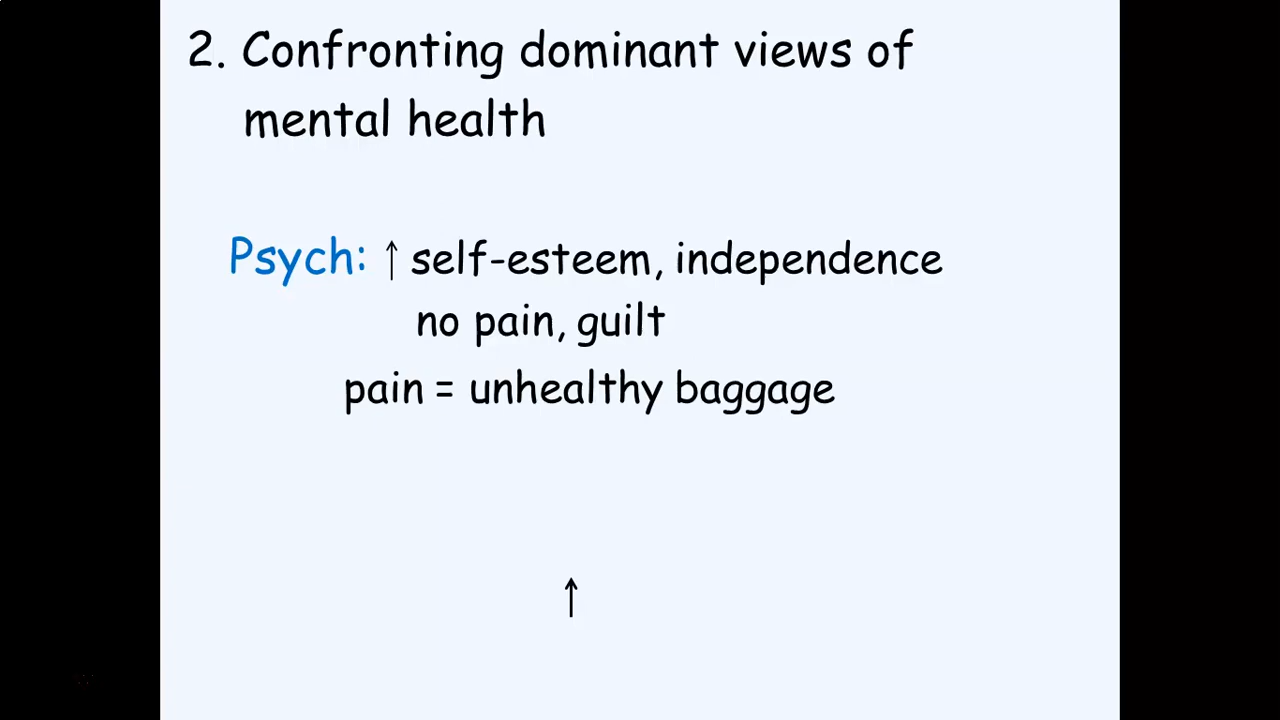 2. Confronting dominant views of
mental health
Psych: ↑ self-esteem, independence
no pain, guilt
pain = unhealthy baggage
↑